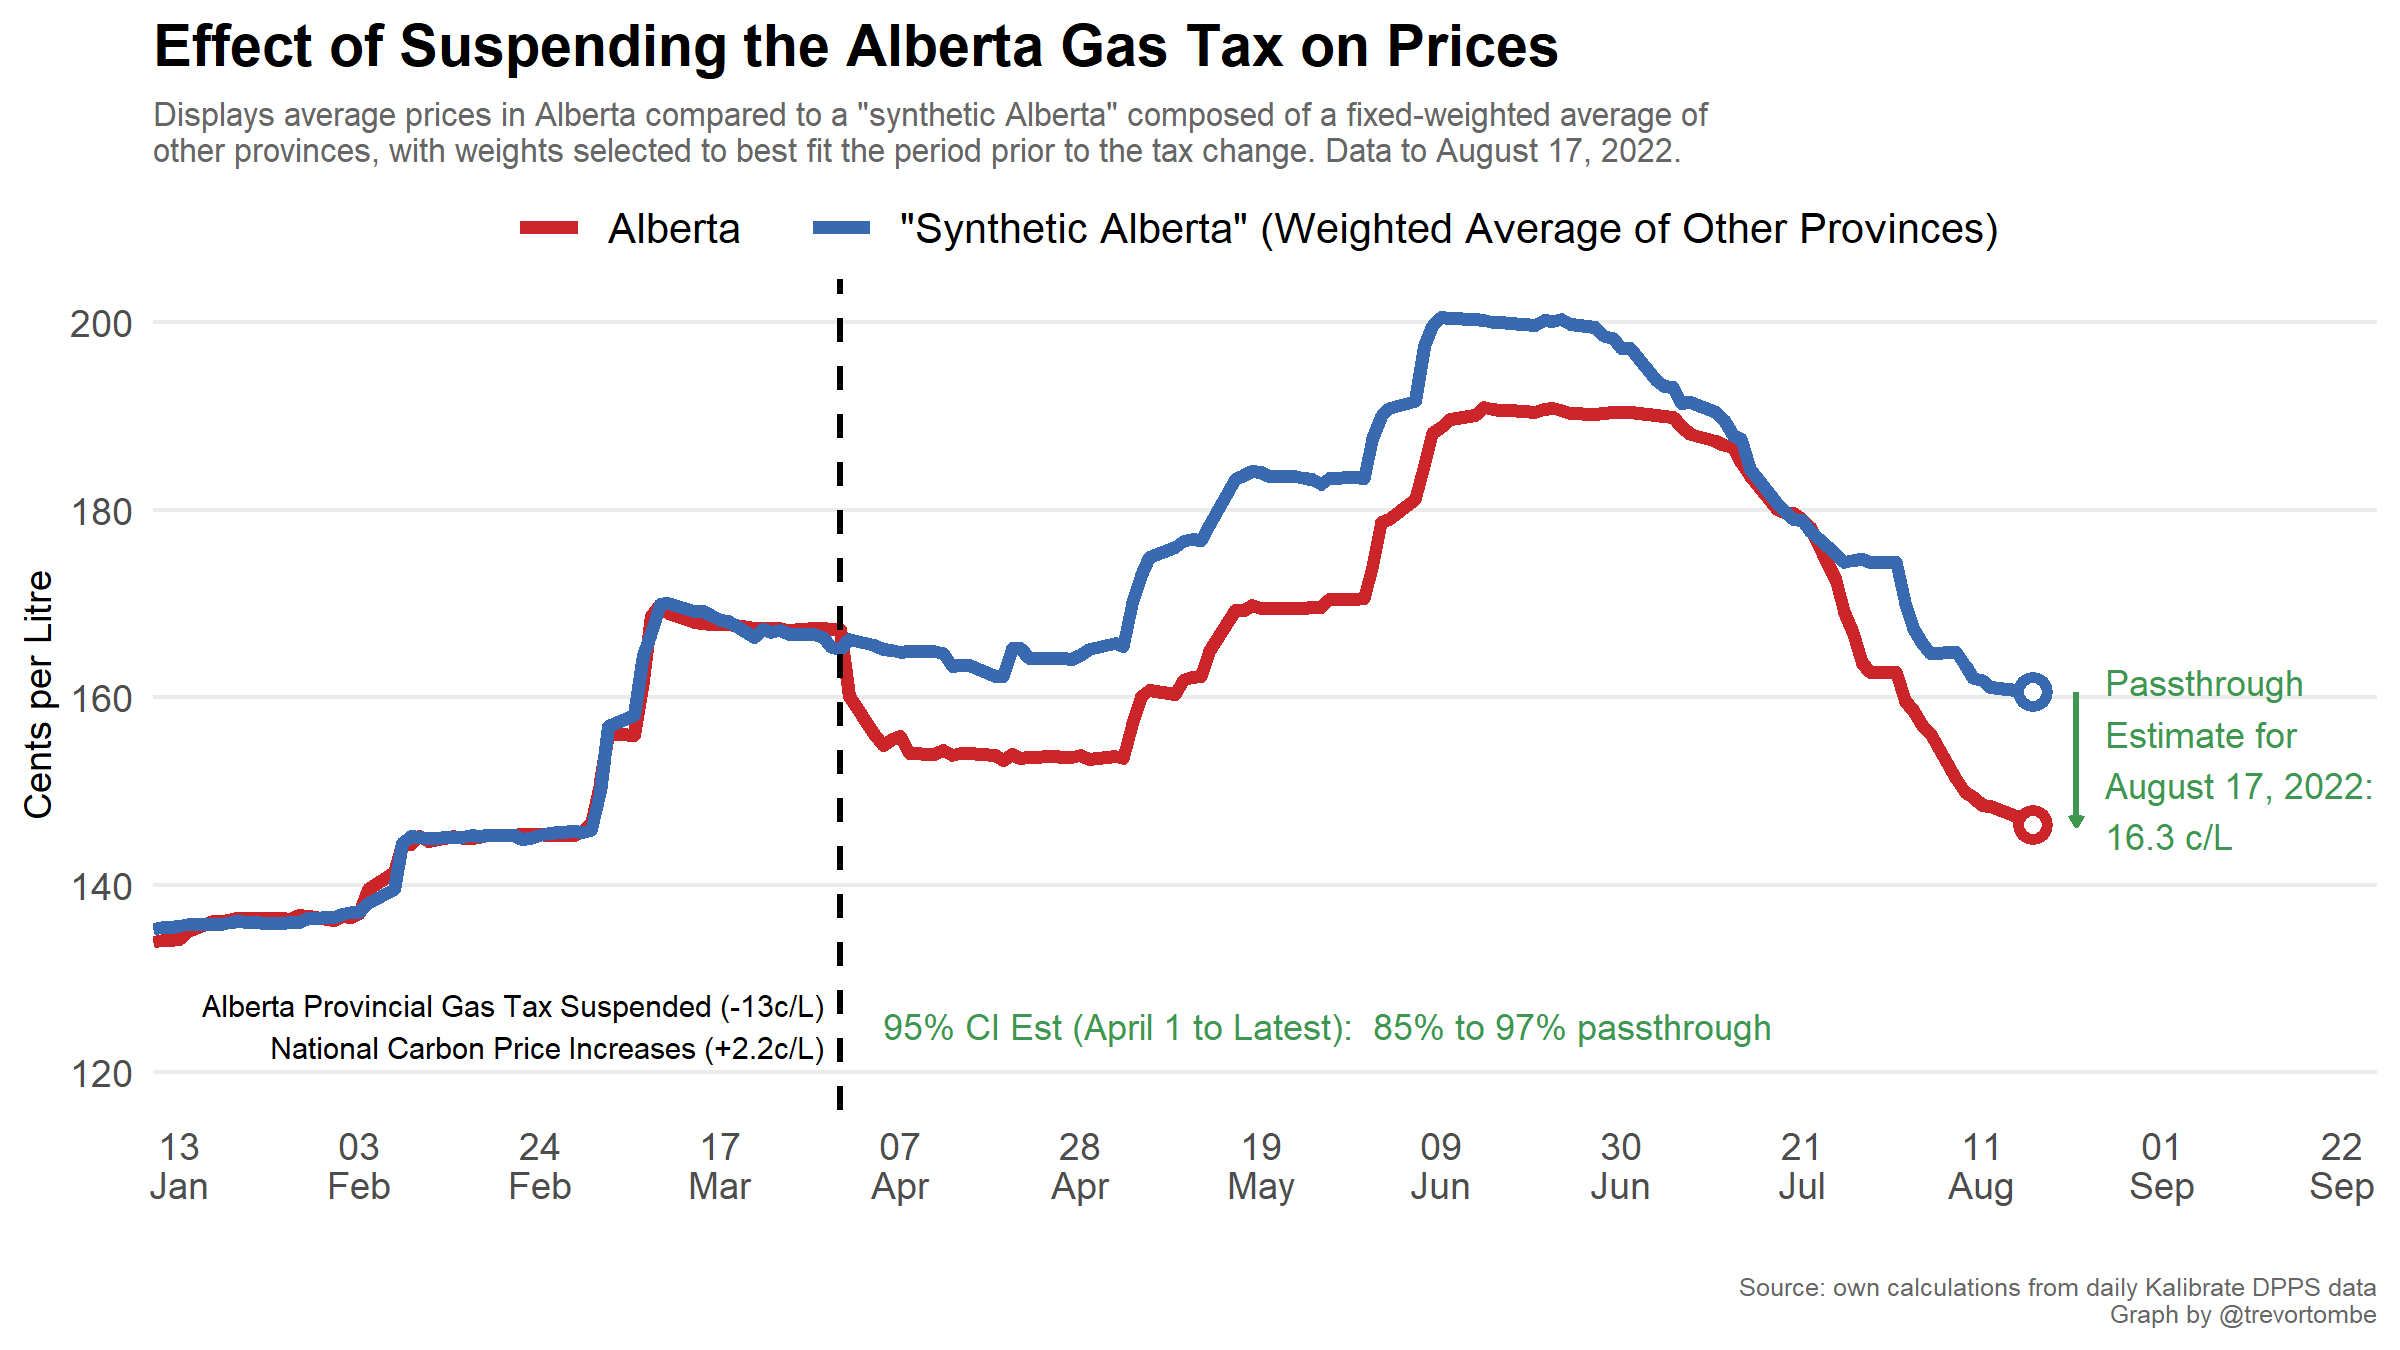 Effect of Suspending the Alberta Gas Tax on Prices
Displays average prices in Alberta compared to a "synthetic Alberta" composed of a fixed-weighted average of
other provinces, with weights selected to best fit the period prior to the tax change. Data to August 17, 2022.
Alberta
"Synthetic Alberta" (Weighted Average of Other Provinces)
Cents per Litre
200
180
160
140
120
Passthrough
Estimate for
August 17, 2022:
16.3 c/L
Alberta Provincial Gas Tax Suspended (-13c/L)
National Carbon Price Increases (+2.2c/L)
95% CI Est (April 1 to Latest):  85% to 97% passthrough
13 Jan
03 Feb
24 Feb
17 Mar
07 Apr
28 Apr
19 May
09 Jun
30 Jun
21 Jul
11 Aug
01 Sep
22 Sep
Source: own calculations from daily Kalibrate DPPS data
Graph by @trevortombe